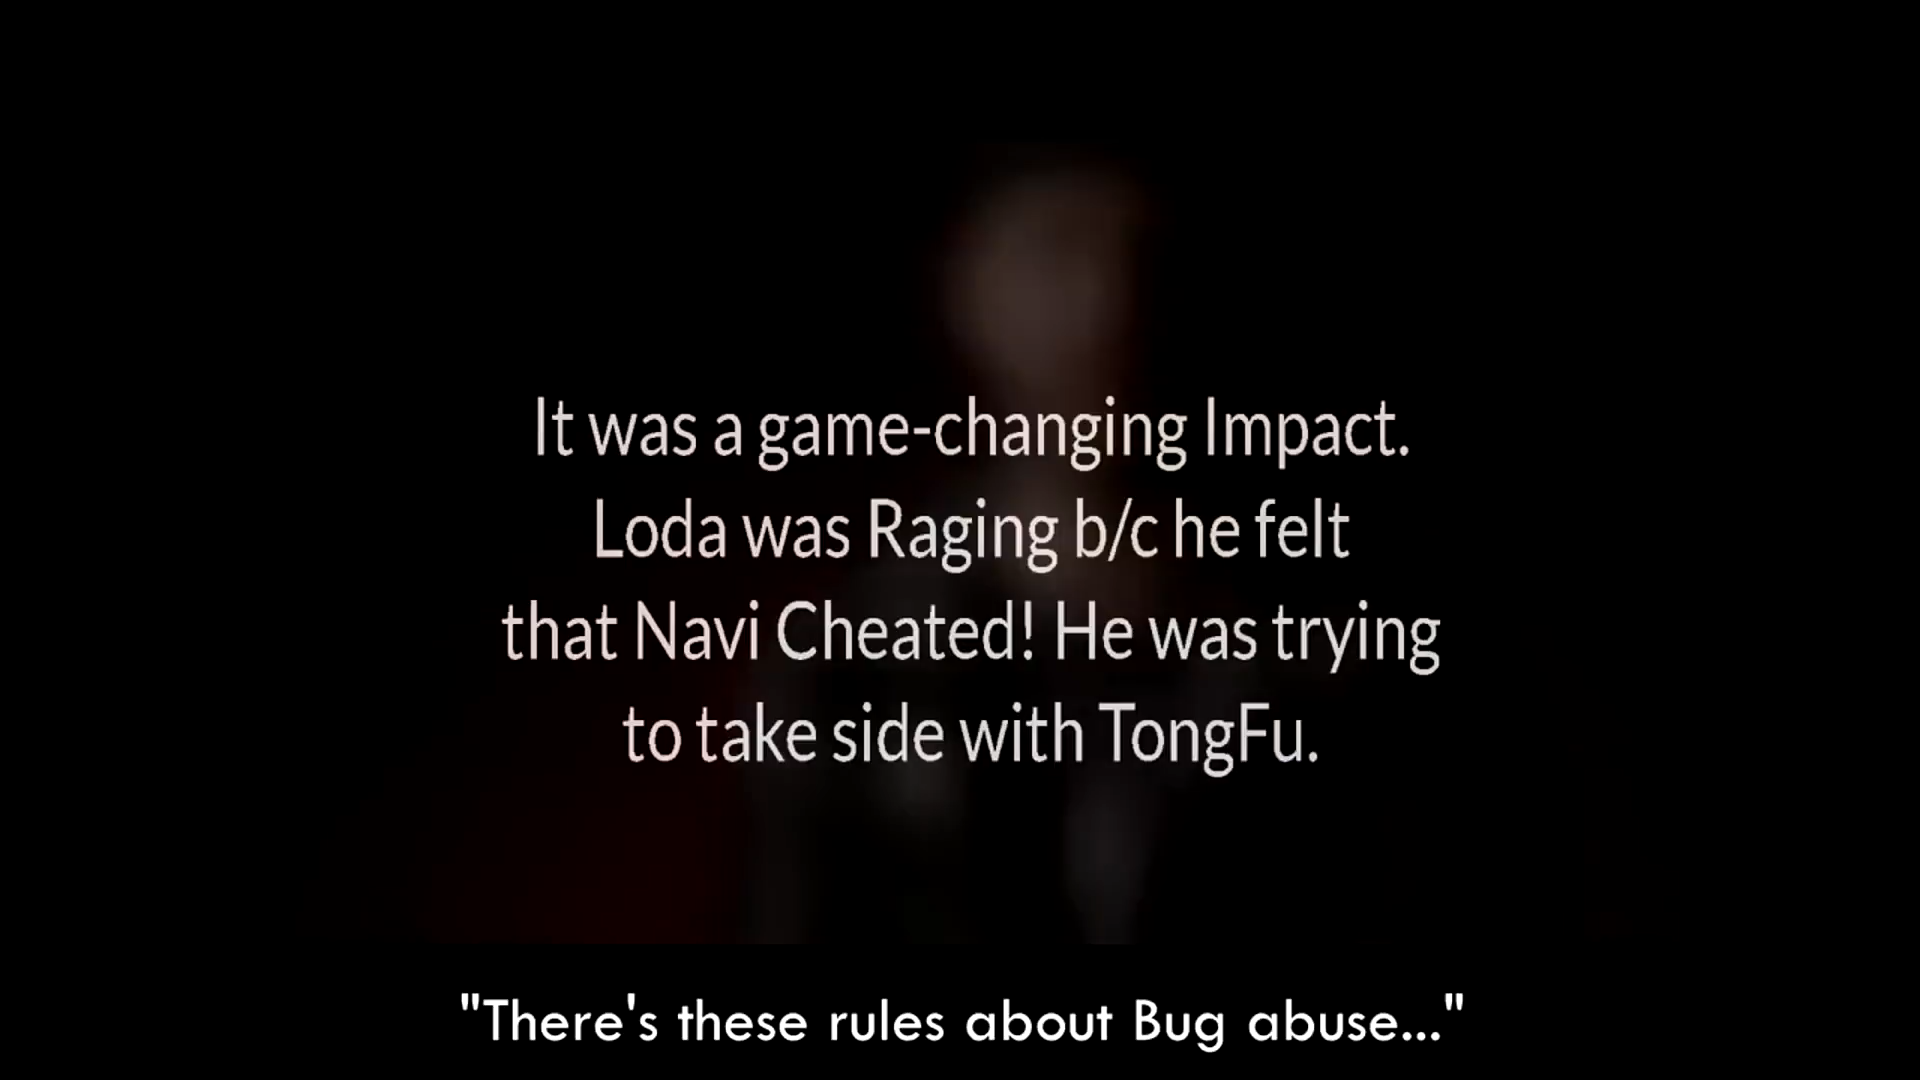 It was a game-changing Impact.
Loda was Raging b/c he felt
that Navi Cheated! He was trying
to take side with TongFu.
"There's these rules about Bug abuse..."